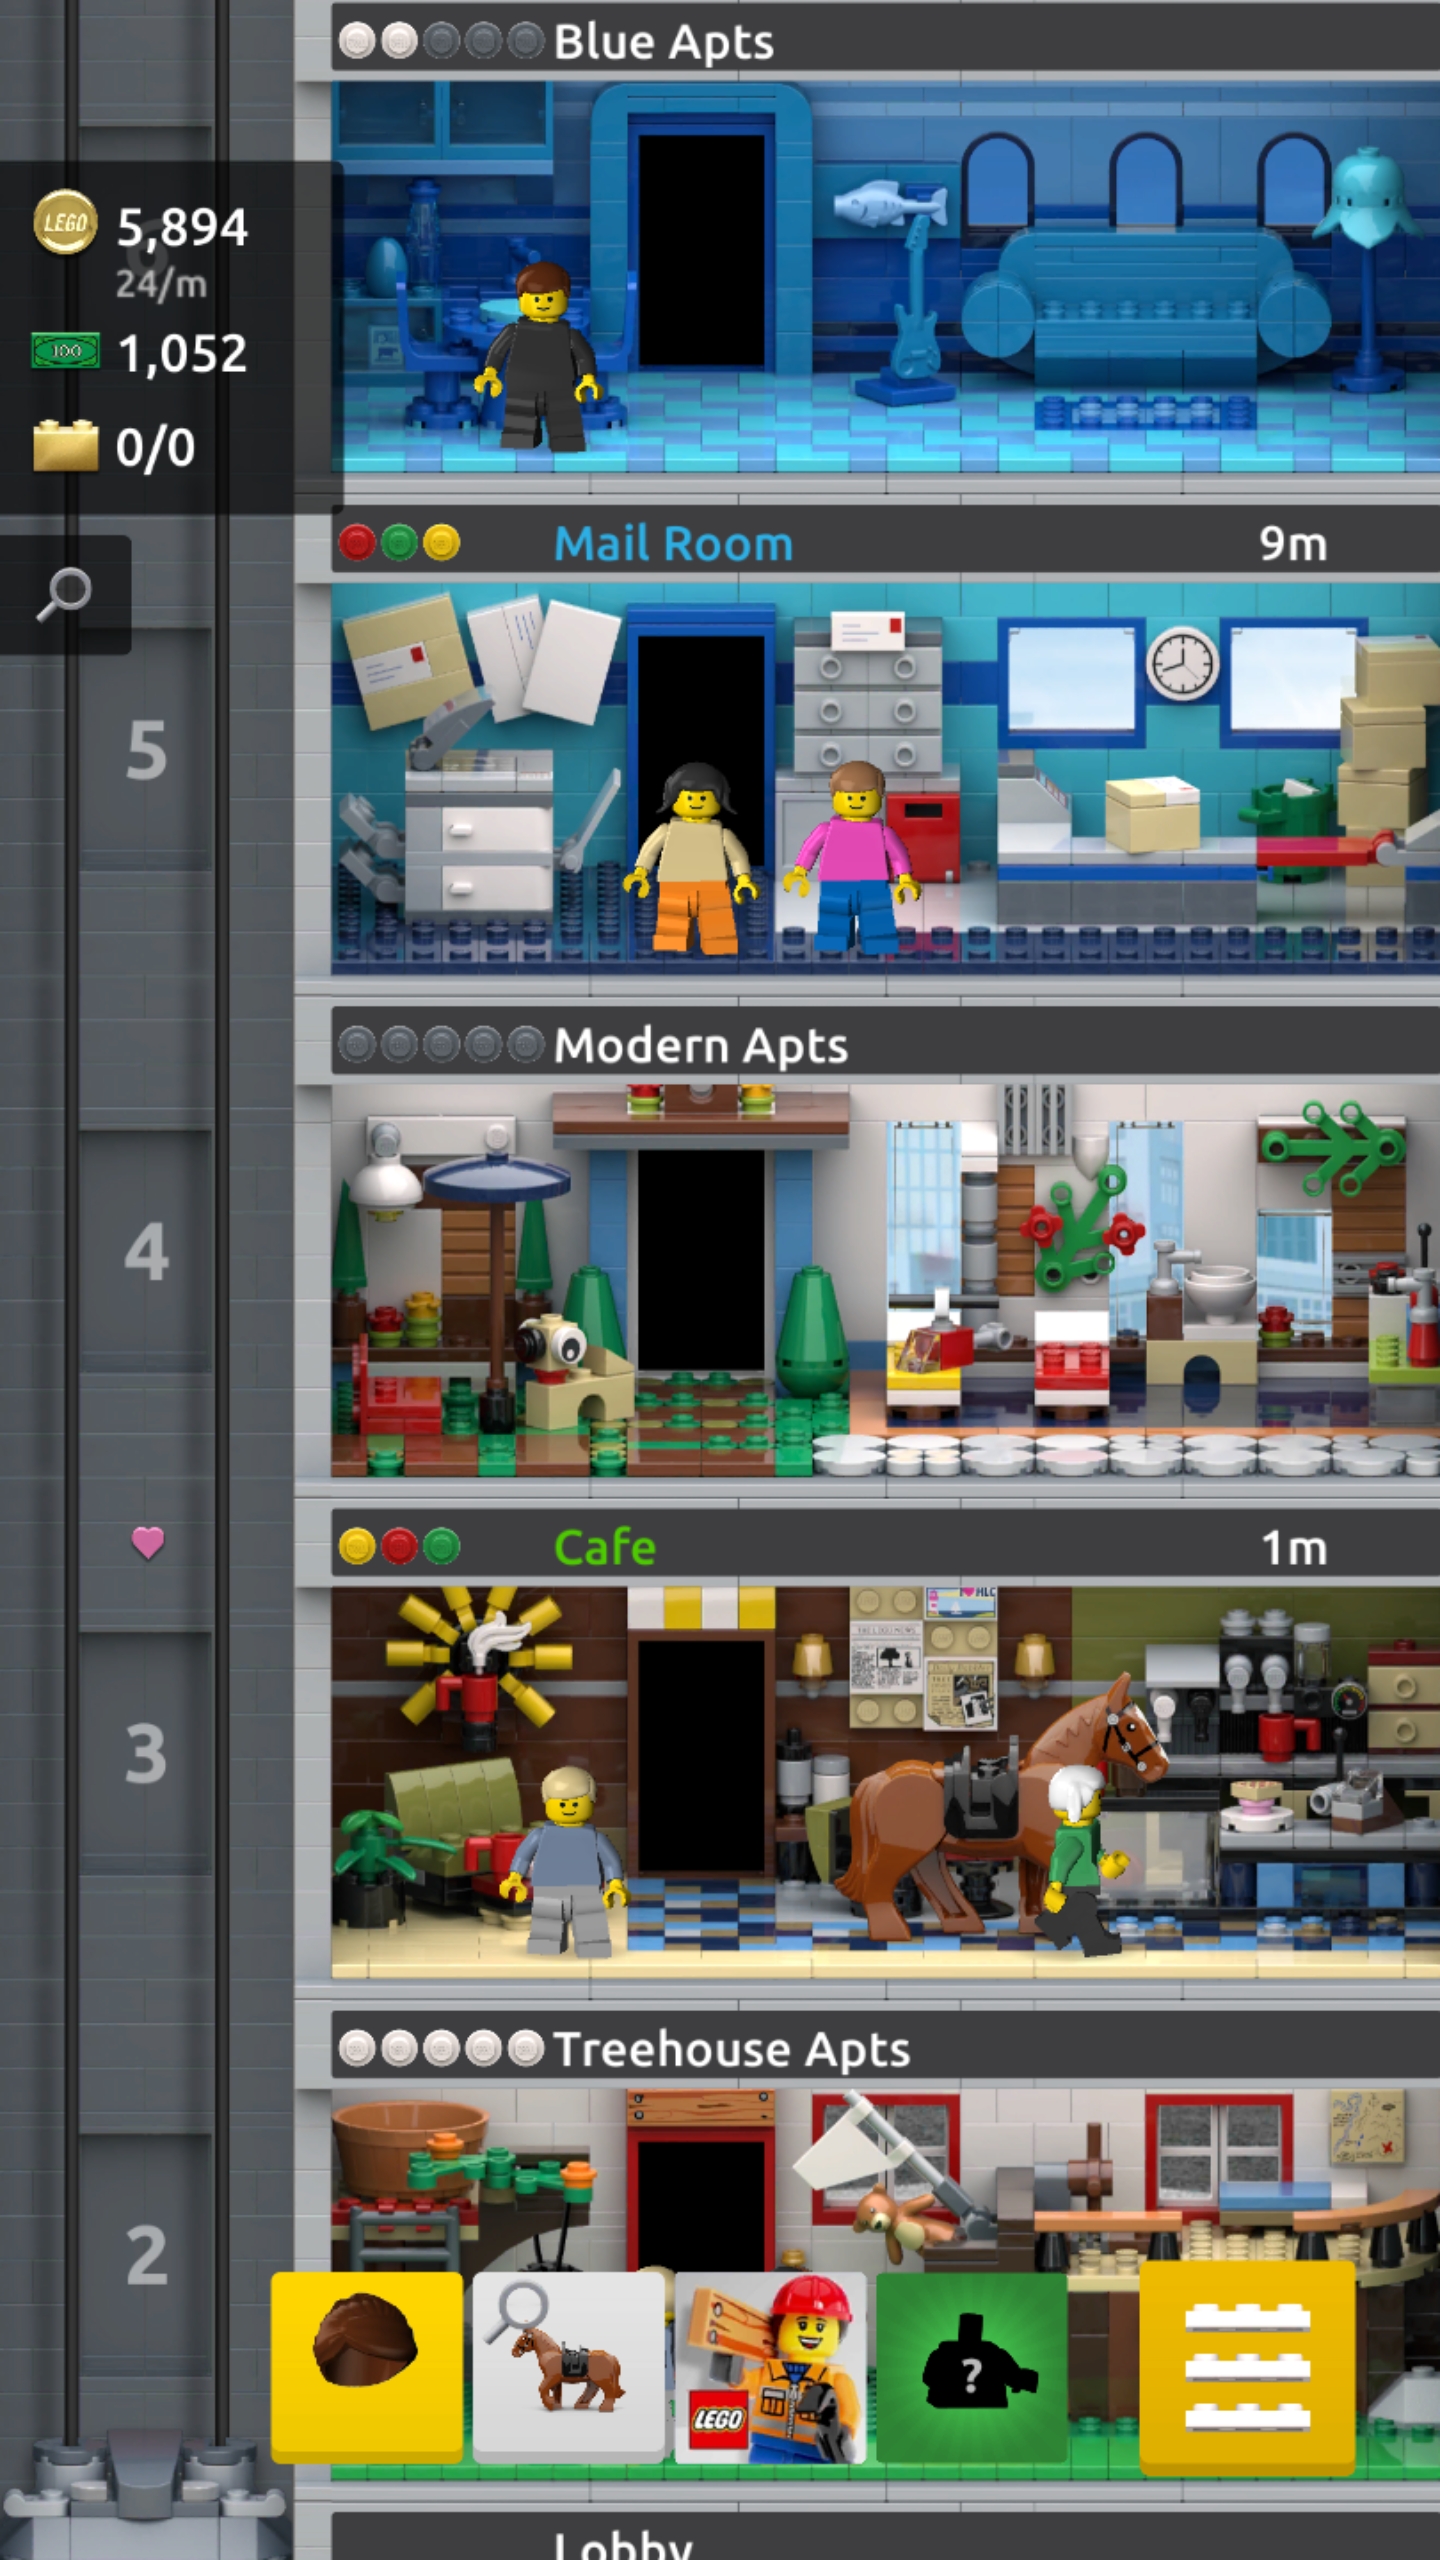 Blue Apts
LEGO 5,894
24/m
100 1,052
0/0
Mail Room 9m
5
Modern Apts
4
Cafe 1m
3
Treehouse Apts
2
LEGO
?
Lobby